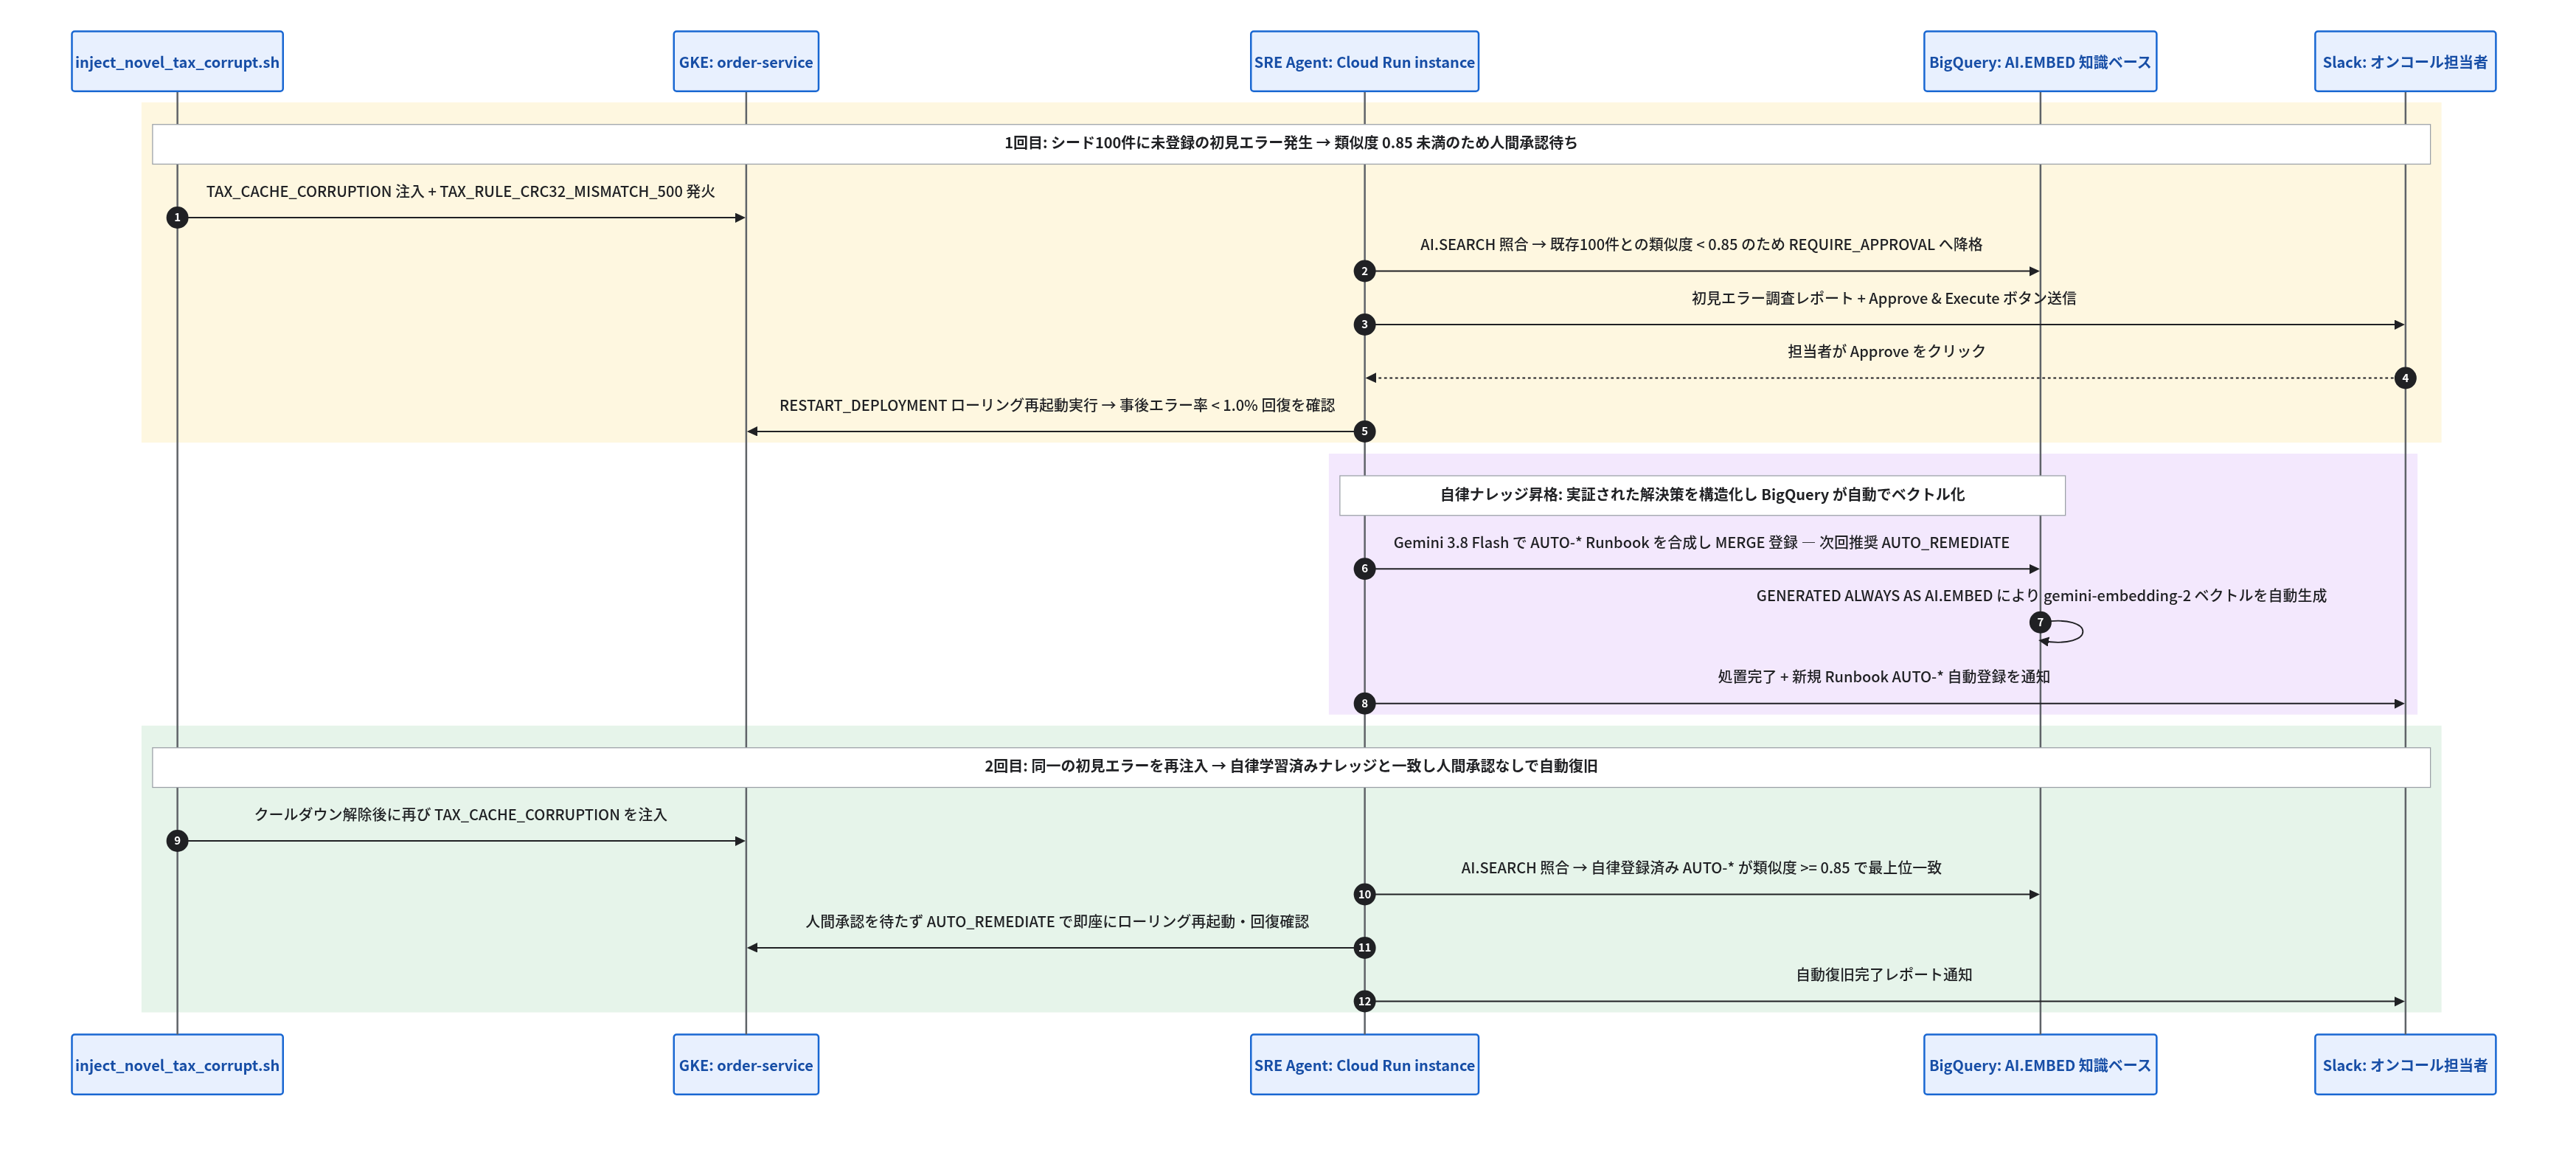 inject_novel_tax_corrupt.sh
GKE: order-service
SRE Agent: Cloud Run instance
BigQuery: AI.EMBED 知識ベース
Slack: オンコール担当者
1回目: シード100件に未登録の初見エラー発生 → 類似度 0.85 未満のため人間承認待ち
TAX_CACHE_CORRUPTION 注入 + TAX_RULE_CRC32_MISMATCH_500 発火
1
AI.SEARCH 照合 → 既存100件との類似度 < 0.85 のため REQUIRE_APPROVAL へ降格
2
初見エラー調査レポート + Approve & Execute ボタン送信
3
担当者が Approve をクリック
4
RESTART_DEPLOYMENT ローリング再起動実行 → 事後エラー率 < 1.0% 回復を確認
5
自律ナレッジ昇格: 実証された解決策を構造化し BigQuery が自動でベクトル化
Gemini 3.8 Flash で AUTO-* Runbook を合成し MERGE 登録 — 次回推奨 AUTO_REMEDIATE
6
GENERATED ALWAYS AS AI.EMBED により gemini-embedding-2 ベクトルを自動生成
7
処置完了 + 新規 Runbook AUTO-* 自動登録を通知
8
2回目: 同一の初見エラーを再注入 → 自律学習済みナレッジと一致し人間承認なしで自動復旧
クールダウン解除後に再び TAX_CACHE_CORRUPTION を注入
9
AI.SEARCH 照合 → 自律登録済み AUTO-* が類似度 >= 0.85 で最上位一致
10
人間承認を待たず AUTO_REMEDIATE で即座にローリング再起動・回復確認
11
自動復旧完了レポート通知
12
inject_novel_tax_corrupt.sh
GKE: order-service
SRE Agent: Cloud Run instance
BigQuery: AI.EMBED 知識ベース
Slack: オンコール担当者